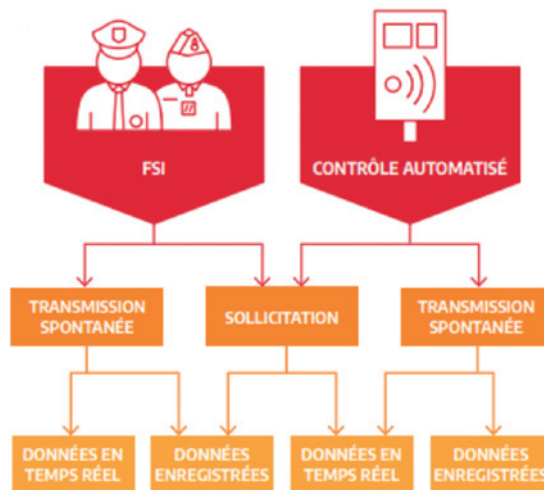 FSI
CONTRÔLE AUTOMATISÉ
TRANSMISSION
SPONTANÉE
SOLLICITATION
TRANSMISSION
SPONTANÉE
DONNÉES EN
TEMPS RÉEL
DONNÉES
ENREGISTRÉES
DONNÉES EN
TEMPS RÉEL
DONNÉES
ENREGISTRÉES